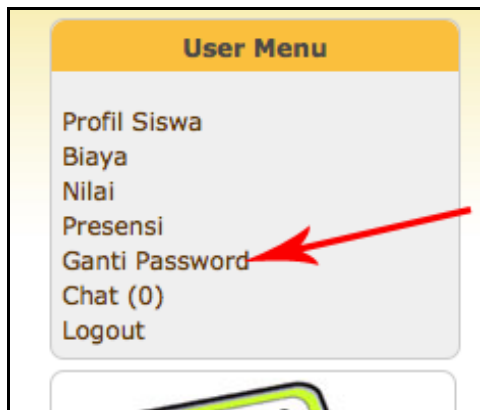 User Menu
Profil Siswa
Biaya
Nilai
Presensi
Ganti Password
Chat (0)
Logout